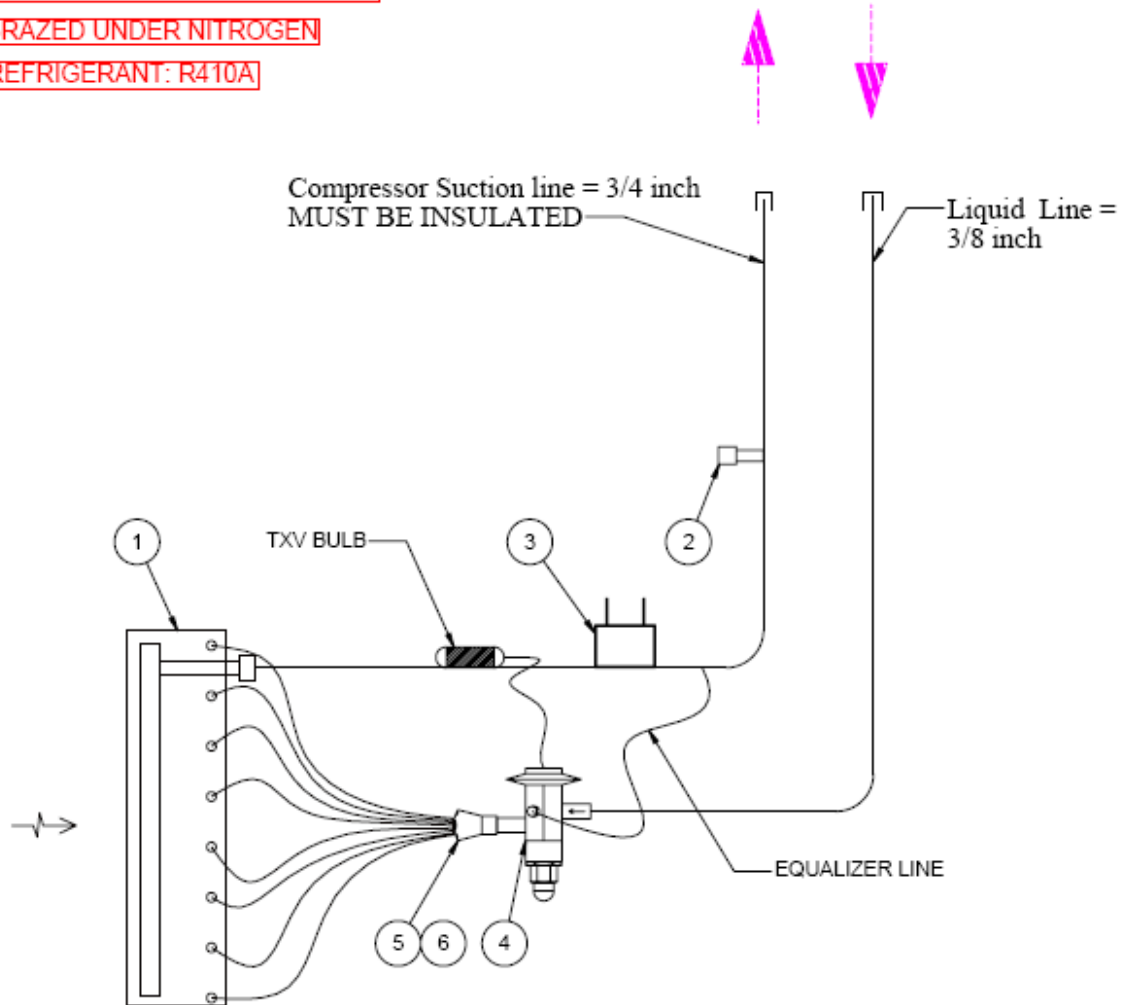 RAZED UNDER NITROGEN
REFRIGERANT: R410A
Compressor Suction line = 3/4 inch
MUST BE INSULATED
Liquid Line =
3/8 inch
1
TXV BULB
3
2
EQUALIZER LINE
5
6
4